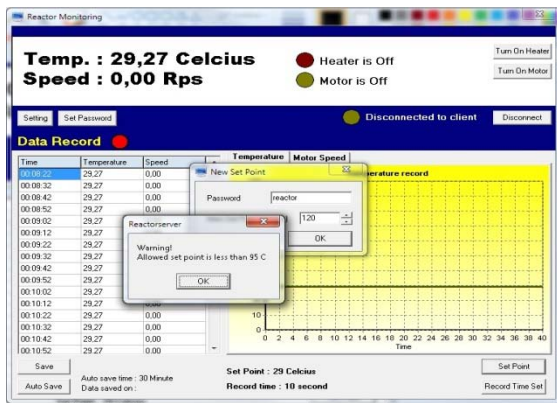 Reactor Monitoring
Temp. : 29,27 Celcius
Speed : 0,00 Rps
Heater is Off
Motor is Off
Turn On Heater
Turn On Motor
Setting
Set Password
Disconnected to client
Disconnect
Data Record
Time Temperature Speed
00:08:22 29,27 0,00
00:08:32 29,27 0,00
00:08:42 29,27 0,00
00:08:52 29,27 0,00
00:09:02 29,27 0,00
00:09:12 29,27
00:09:22 29,27
00:09:32 29,27
00:09:42 29,27
00:09:52 29,27
00:10:02 29,27
00:10:12 29,27
00:10:22 29,27 0,00
00:10:32 29,27 0,00
00:10:42 29,27 0,00
00:10:52 29,27 0,00
Temperature Motor Speed
erature record
New Set Point
Password reactor
120
OK
Reactorserver
Warning!
Allowed set point is less than 95 C
OK
10
0
0 2 4 6 8 10 12 14 16 18 20 22 24 26 28 30 32 34 36 38 40
Time
Save
Auto Save
Auto save time : 30 Minute
Data saved on :
Set Point : 29 Celcius
Record time : 10 second
Set Point
Record Time Set